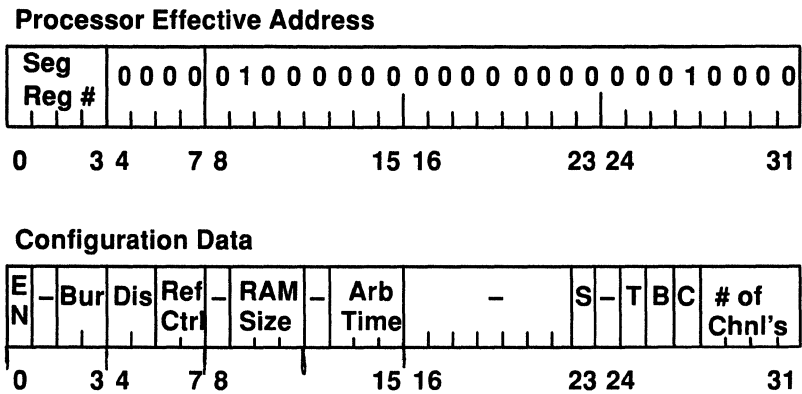 Processor Effective Address
Seg
Reg #
0 0 0 0 0 1 0 0 0 0 0 0 0 0 0 0 0 0 0 0 0 0 0 1 0 0 0 0
0 3 4 7 8 15 16 23 24 31
Configuration Data
EN – Bur Dis Ref Ctrl – RAM Size – Arb Time – S – T B C # of Chnl's
0 3 4 7 8 15 16 23 24 31